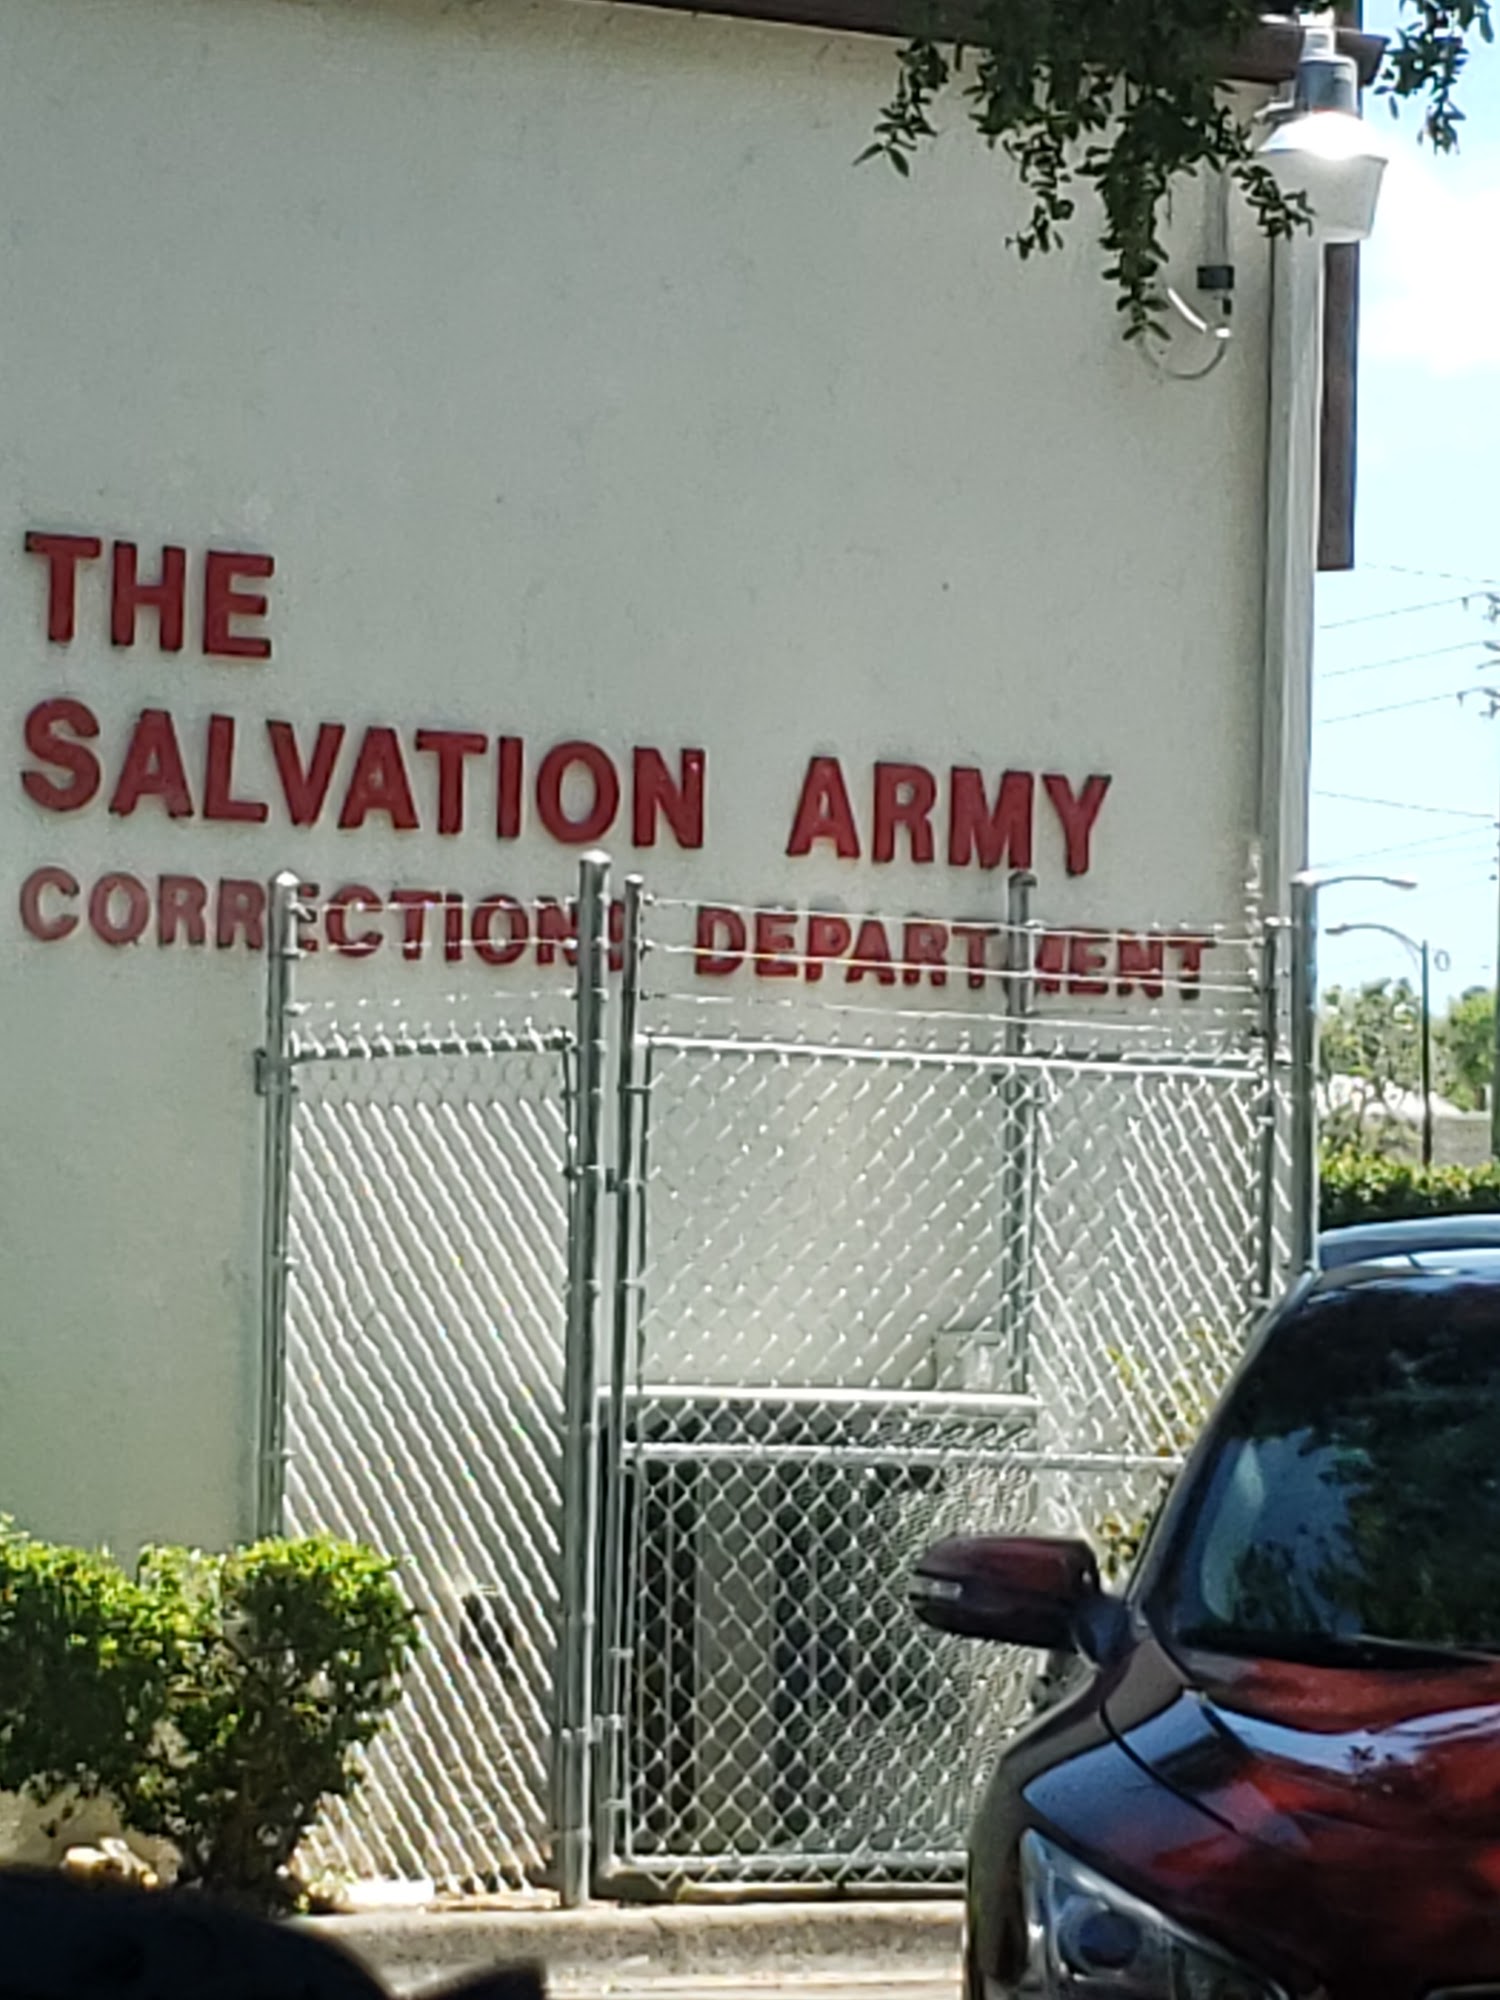 THE
SALVATION ARMY
CORRECTIONS DEPARTMENT